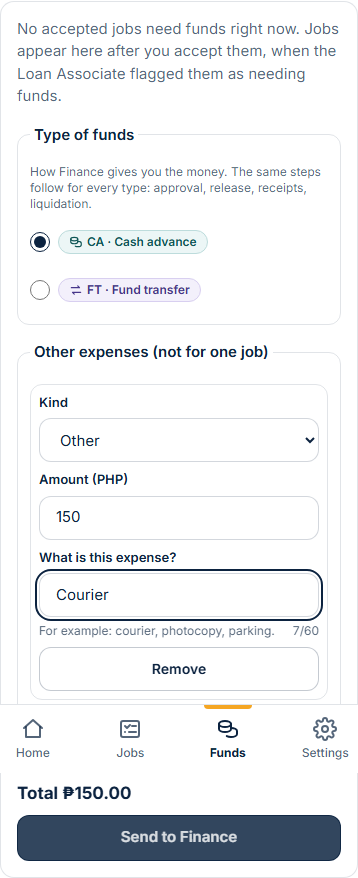 No accepted jobs need funds right now. Jobs
appear here after you accept them, when the
Loan Associate flagged them as needing
funds.
Type of funds
How Finance gives you the money. The same steps
follow for every type: approval, release, receipts,
liquidation.
CA · Cash advance
FT · Fund transfer
Other expenses (not for one job)
Kind
Other
Amount (PHP)
150
What is this expense?
Courier
For example: courier, photocopy, parking. 7/60
Remove
Home Jobs Funds Settings
Total ₱150.00
Send to Finance